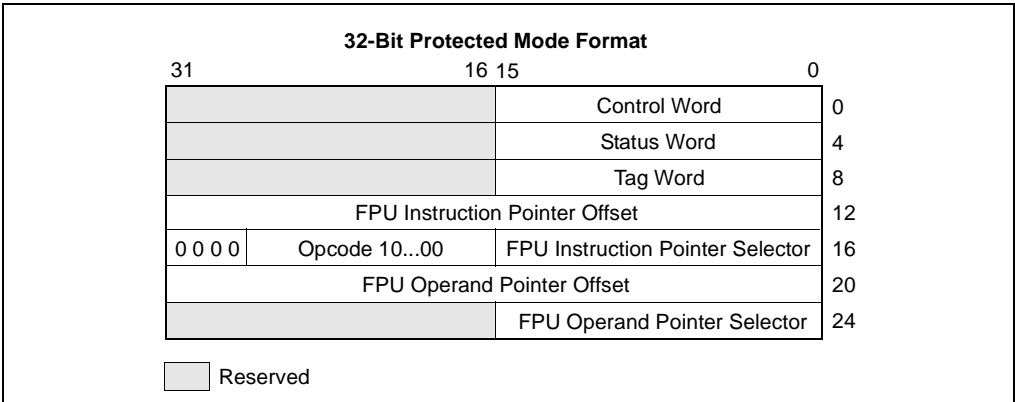 32-Bit Protected Mode Format
31 16 15 0
Control Word 0
Status Word 4
Tag Word 8
FPU Instruction Pointer Offset 12
0 0 0 0 Opcode 10...00 FPU Instruction Pointer Selector 16
FPU Operand Pointer Offset 20
FPU Operand Pointer Selector 24
Reserved